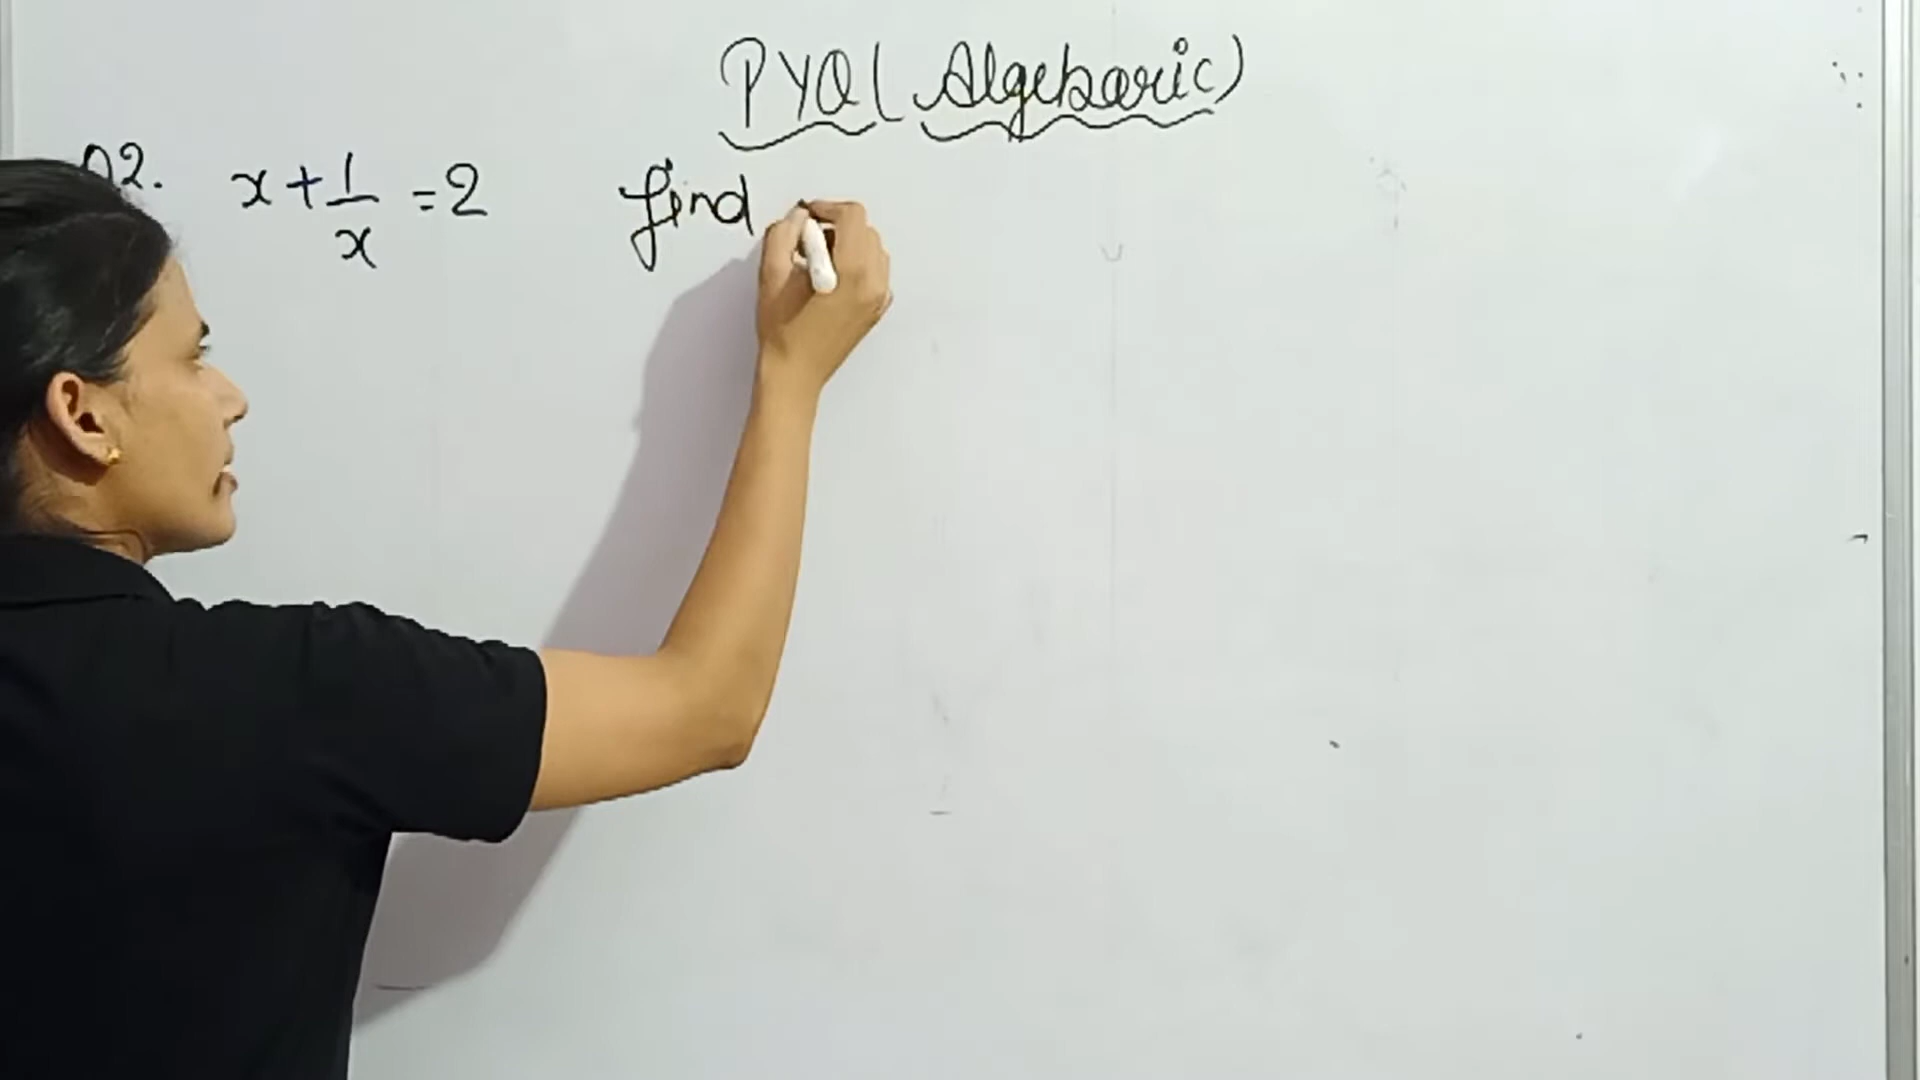 PYQ ( Algebaric)
Q2. x + 1/x = 2 find